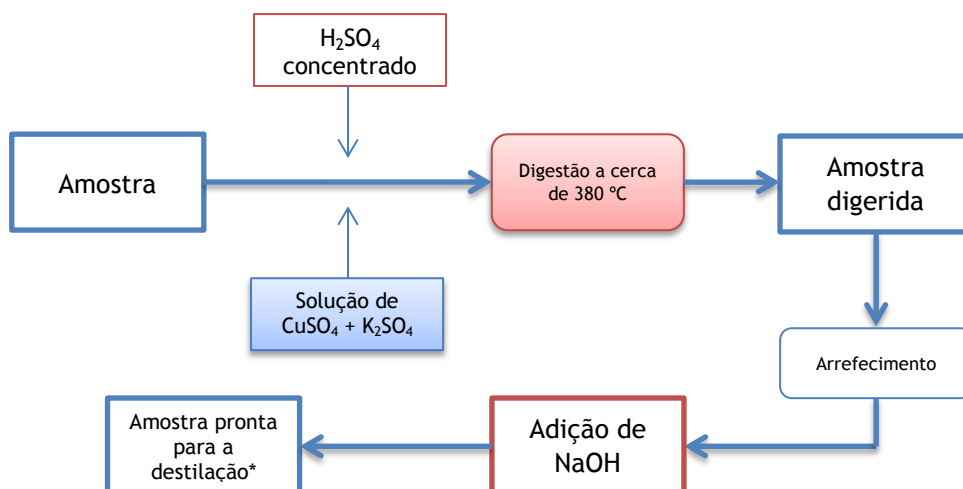 H₂SO₄
concentrado
Amostra
Digestão a cerca
de 380 ºC
Amostra
digerida
Solução de
CuSO₄ + K₂SO₄
Arrefecimento
Adição de
NaOH
Amostra pronta
para a
destilação*